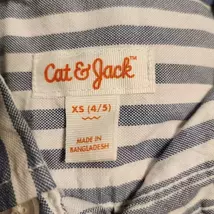 Cat & Jack™
XS (4/5)
MADE IN
BANGLADESH